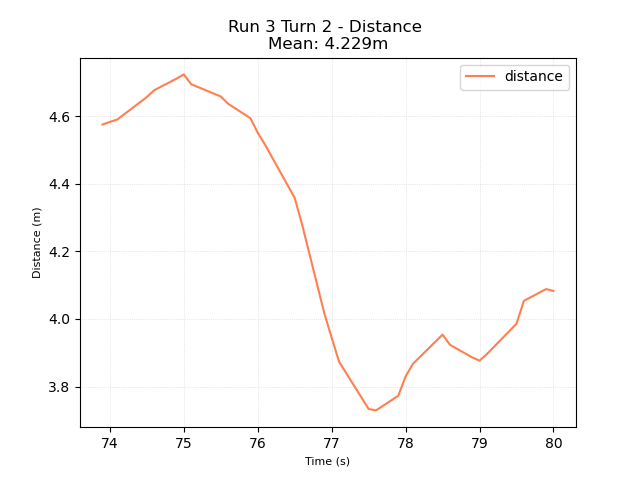 Run 3 Turn 2 - Distance
Mean: 4.229m
distance
Distance (m)
4.6
4.4
4.2
4.0
3.8
74 75 76 77 78 79 80
Time (s)